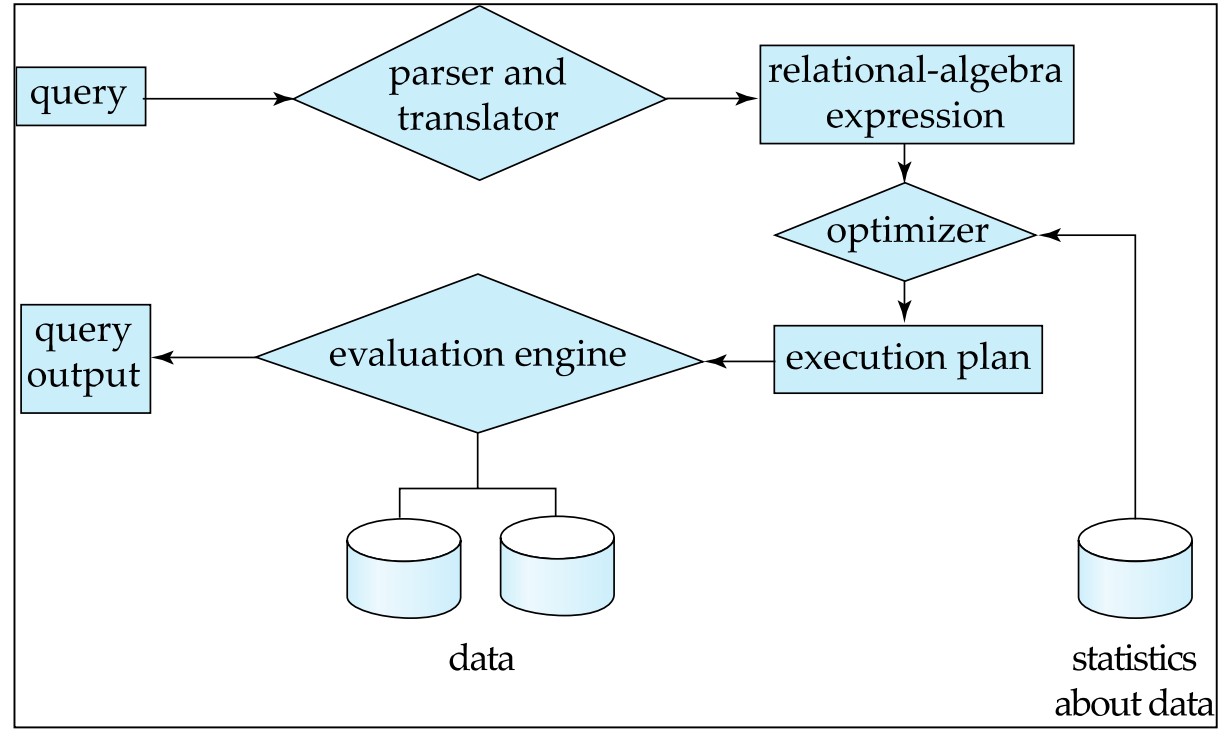 query
parser and
translator
relational-algebra
expression
optimizer
query
output
evaluation engine
execution plan
data
statistics
about data